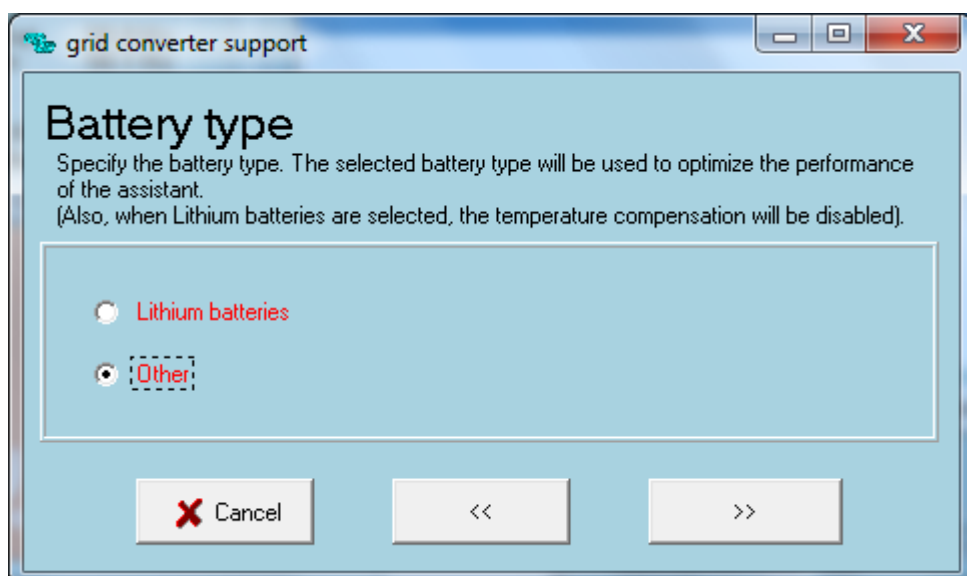 grid converter support
Battery type
Specify the battery type. The selected battery type will be used to optimize the performance
of the assistant.
(Also, when Lithium batteries are selected, the temperature compensation will be disabled).
Lithium batteries
Other
Cancel
<<
>>